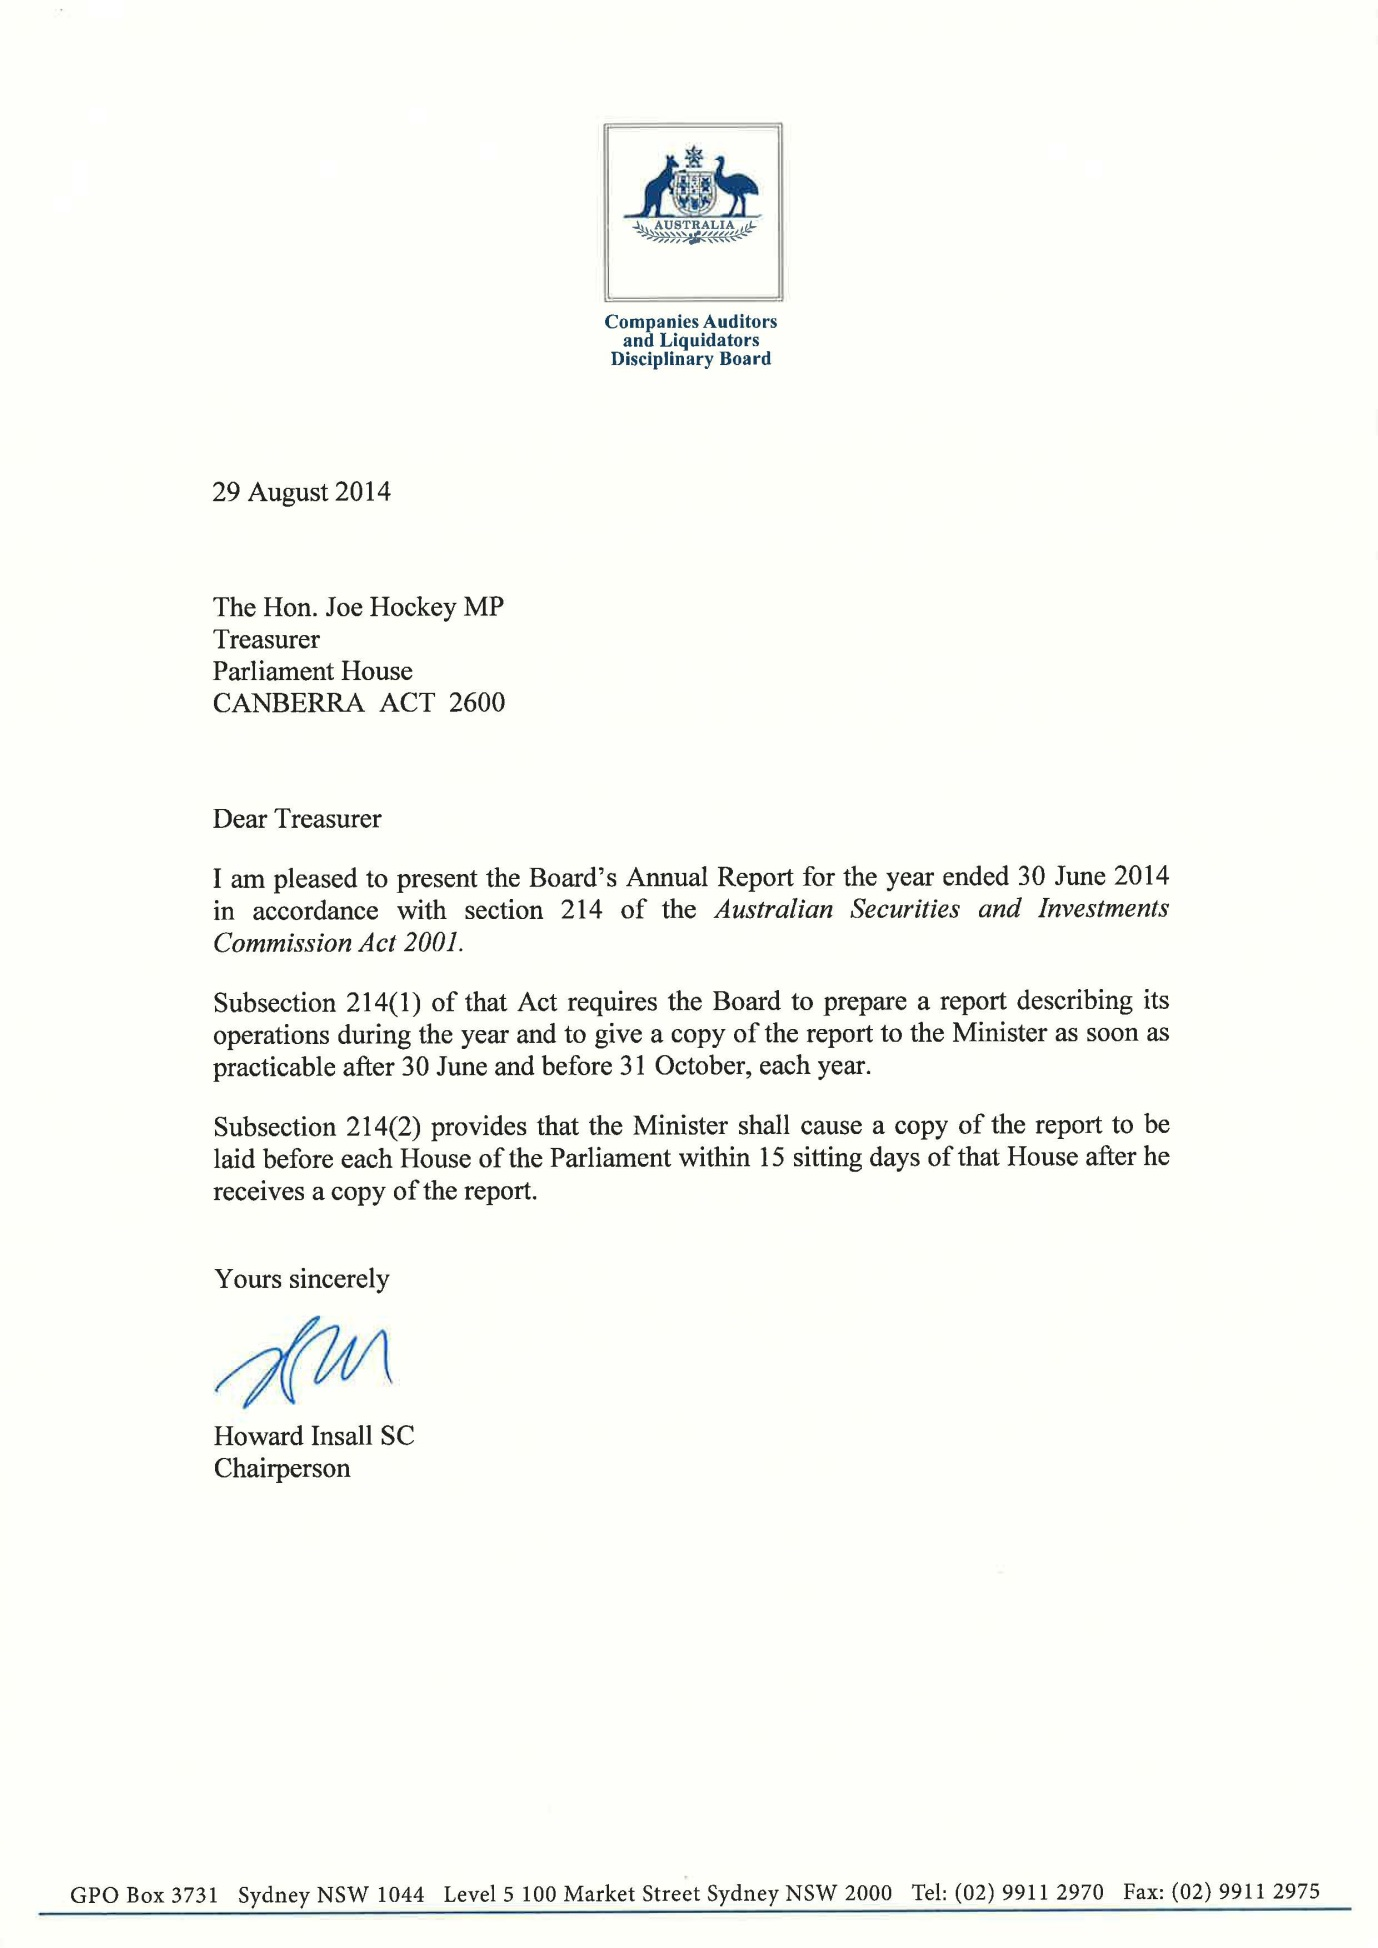 AUSTRALIA
Companies Auditors
and Liquidators
Disciplinary Board
29 August 2014
The Hon. Joe Hockey MP
Treasurer
Parliament House
CANBERRA ACT 2600
Dear Treasurer
I am pleased to present the Board's Annual Report for the year ended 30 June 2014
in accordance with section 214 of the Australian Securities and Investments
Commission Act 2001.
Subsection 214(1) of that Act requires the Board to prepare a report describing its
operations during the year and to give a copy of the report to the Minister as soon as
practicable after 30 June and before 31 October, each year.
Subsection 214(2) provides that the Minister shall cause a copy of the report to be
laid before each House of the Parliament within 15 sitting days of that House after he
receives a copy of the report.
Yours sincerely
Howard Insall SC
Chairperson
GPO Box 3731 Sydney NSW 1044 Level 5 100 Market Street Sydney NSW 2000 Tel: (02) 9911 2970 Fax: (02) 9911 2975